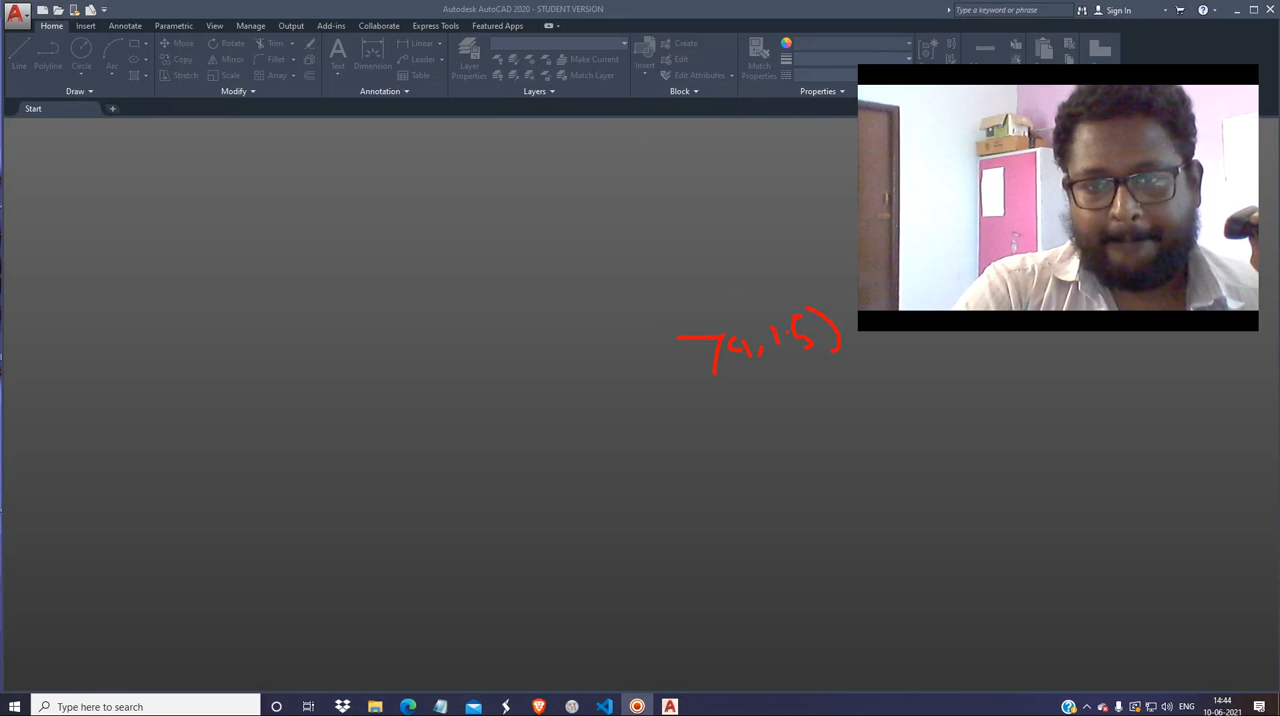 Autodesk AutoCAD 2020 - STUDENT VERSION
Type a keyword or phrase
Sign In
Home Insert Annotate Parametric View Manage Output Add-ins Collaborate Express Tools Featured Apps
Line
Polyline
Circle
Arc
Draw
Move
Copy
Stretch
Rotate
Mirror
Scale
Trim
Fillet
Array
Modify
Text
Dimension
Linear
Leader
Table
Annotation
Layer
Properties
Make Current
Match Layer
Layers
Insert
Create
Edit
Edit Attributes
Block
Match
Properties
Properties
Start
Type here to search
ENG
14:44
10-06-2021